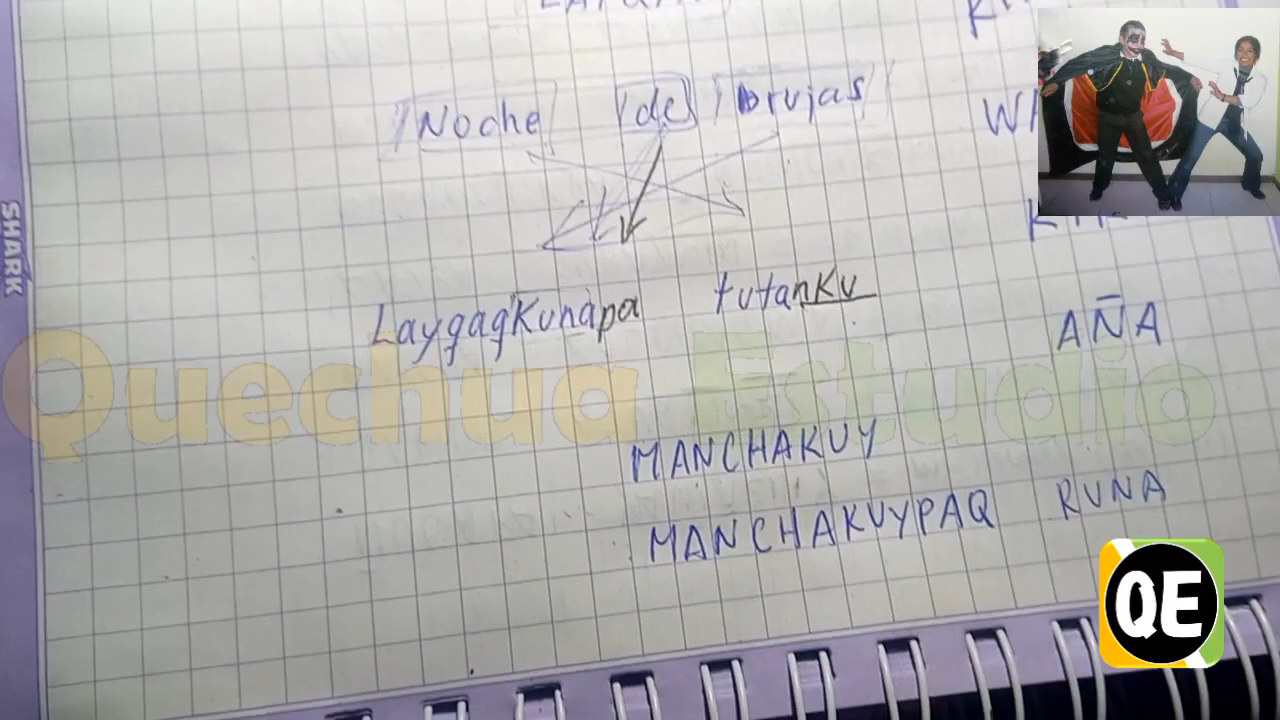 Noche de brujas
LayqaqKunapa tutanku
AÑA
MANCHAKUY
MANCHAKUYPAQ RUNA
SHARK
Quechua Estudio
QE